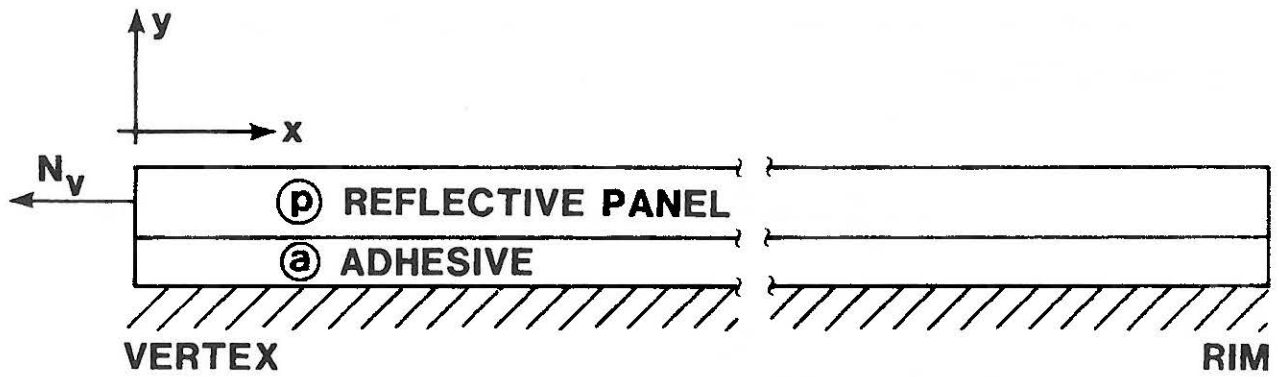 y
x
N_v
ⓟ REFLECTIVE PANEL
ⓐ ADHESIVE
VERTEX
RIM